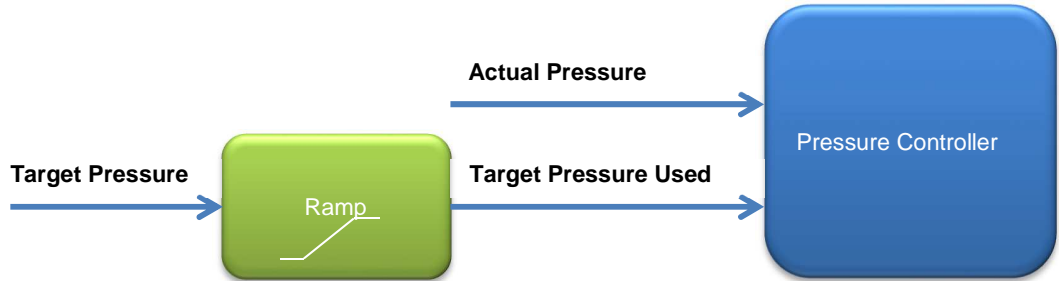 Actual Pressure
Pressure Controller
Target Pressure
Target Pressure Used
Ramp